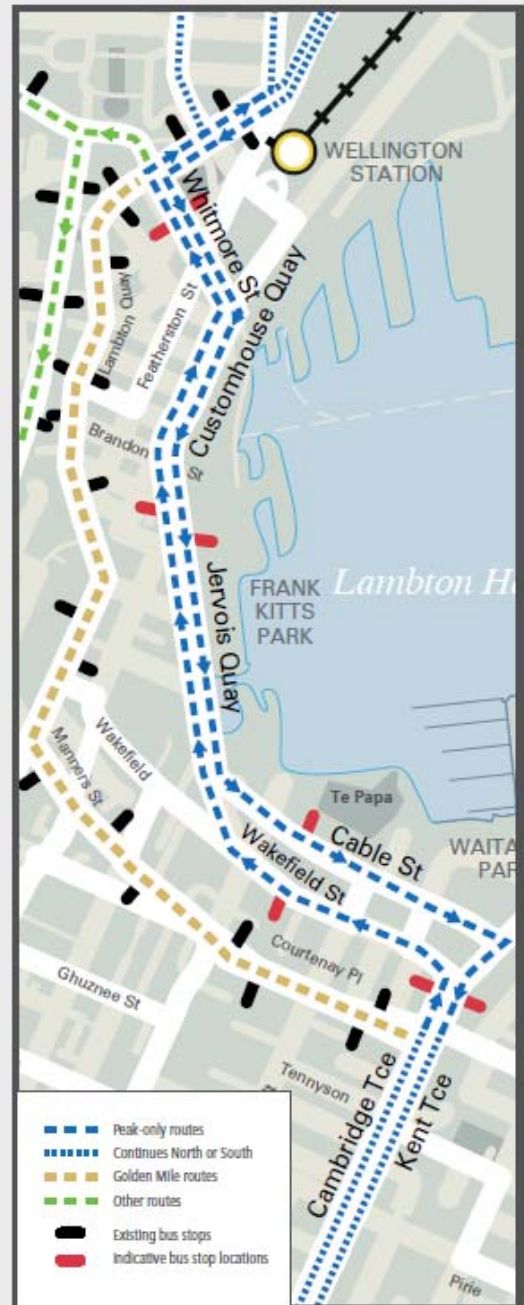 WELLINGTON
STATION
Whitmore St
Customhouse Quay
Lambton Quay
Featherston St
Brandon
St
Jervois Quay
FRANK
KITTS
PARK
Lambton H
Wakefield
Manners St
Te Papa
Cable St
WAITA
PAR
Wakefield St
Courtenay Pl
Ghuznee St
Tennyson
Cambridge Tce
Kent Tce
Pirie
Peak-only routes
Continues North or South
Golden Mile routes
Other routes
Existing bus stops
Indicative bus stop locations